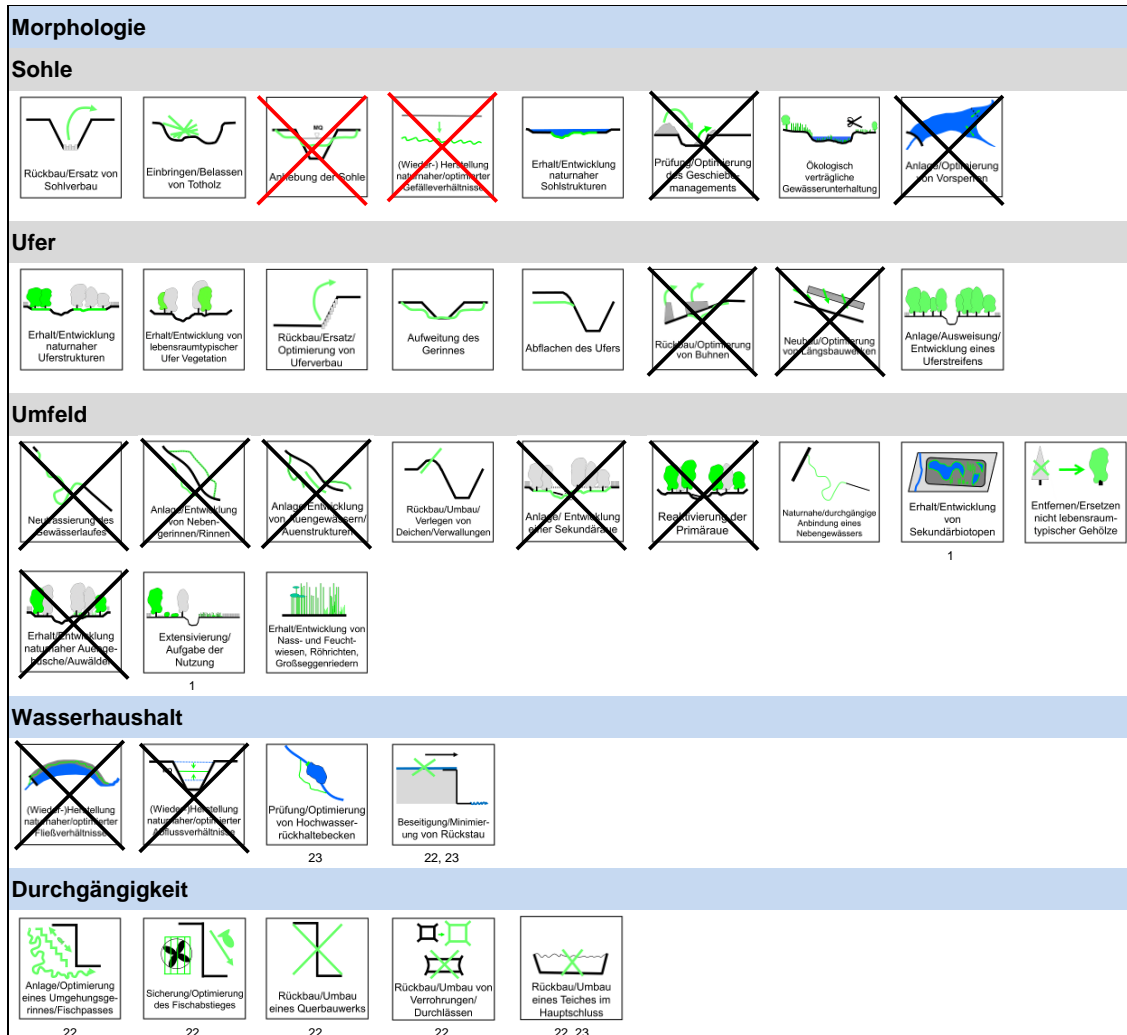 Morphologie
Sohle
MQ
Rückbau/Ersatz von
Sohlverbau
Einbringen/Belassen
von Totholz
Anhebung der Sohle
(Wieder-) Herstellung
naturnaher/optimierter
Gefälleverhältnisse
Erhalt/Entwicklung
naturnaher
Sohlstrukturen
Prüfung/Optimierung
des Geschiebe-
managements
Ökologisch
verträgliche
Gewässerunterhaltung
Anlage/Optimierung
von Vorsperren
Ufer
Erhalt/Entwicklung
naturnaher
Uferstrukturen
Erhalt/Entwicklung von
lebensraumtypischer
Ufer Vegetation
Rückbau/Ersatz/
Optimierung von
Uferverbau
Aufweitung des
Gerinnes
Abflachen des Ufers
Rückbau/Optimierung
von Buhnen
Neubau/Optimierung
von Längsbauwerken
Anlage/Ausweisung/
Entwicklung eines
Uferstreifens
Umfeld
Neutrassierung des
Gewässerlaufes
Anlage/Entwicklung
von Neben-
gerinnen/Rinnen
Anlage/Entwicklung
von Auengewässern/
Auenstrukturen
Rückbau/Umbau/
Verlegen von
Deichen/Verwallungen
Anlage/ Entwicklung
einer Sekundäraue
Reaktivierung der
Primäraue
Naturnahe/durchgängige
Anbindung eines
Nebengewässers
Erhalt/Entwicklung
von
Sekundärbiotopen
1
Entfernen/Ersetzen
nicht lebensraum-
typischer Gehölze
Erhalt/Entwicklung
naturnaher Auenge-
büsche/Auwälder
Extensivierung/
Aufgabe der
Nutzung
1
Erhalt/Entwicklung von
Nass- und Feucht-
wiesen, Röhrichten,
Großseggenriedern
Wasserhaushalt
(Wieder-)Herstellung
naturnaher/optimierter
Fließverhältnisse
(Wieder-)Herstellung
naturnaher/optimierter
Abflussverhältnisse
Prüfung/Optimierung
von Hochwasser-
rückhaltebecken
23
Beseitigung/Minimier-
ung von Rückstau
22, 23
Durchgängigkeit
Anlage/Optimierung
eines Umgehungsge-
rinnes/Fischpasses
22
Sicherung/Optimierung
des Fischabstieges
22
Rückbau/Umbau
eines Querbauwerks
22
Rückbau/Umbau von
Verrohrungen/
Durchlässen
22
Rückbau/Umbau
eines Teiches im
Hauptschluss
22, 23